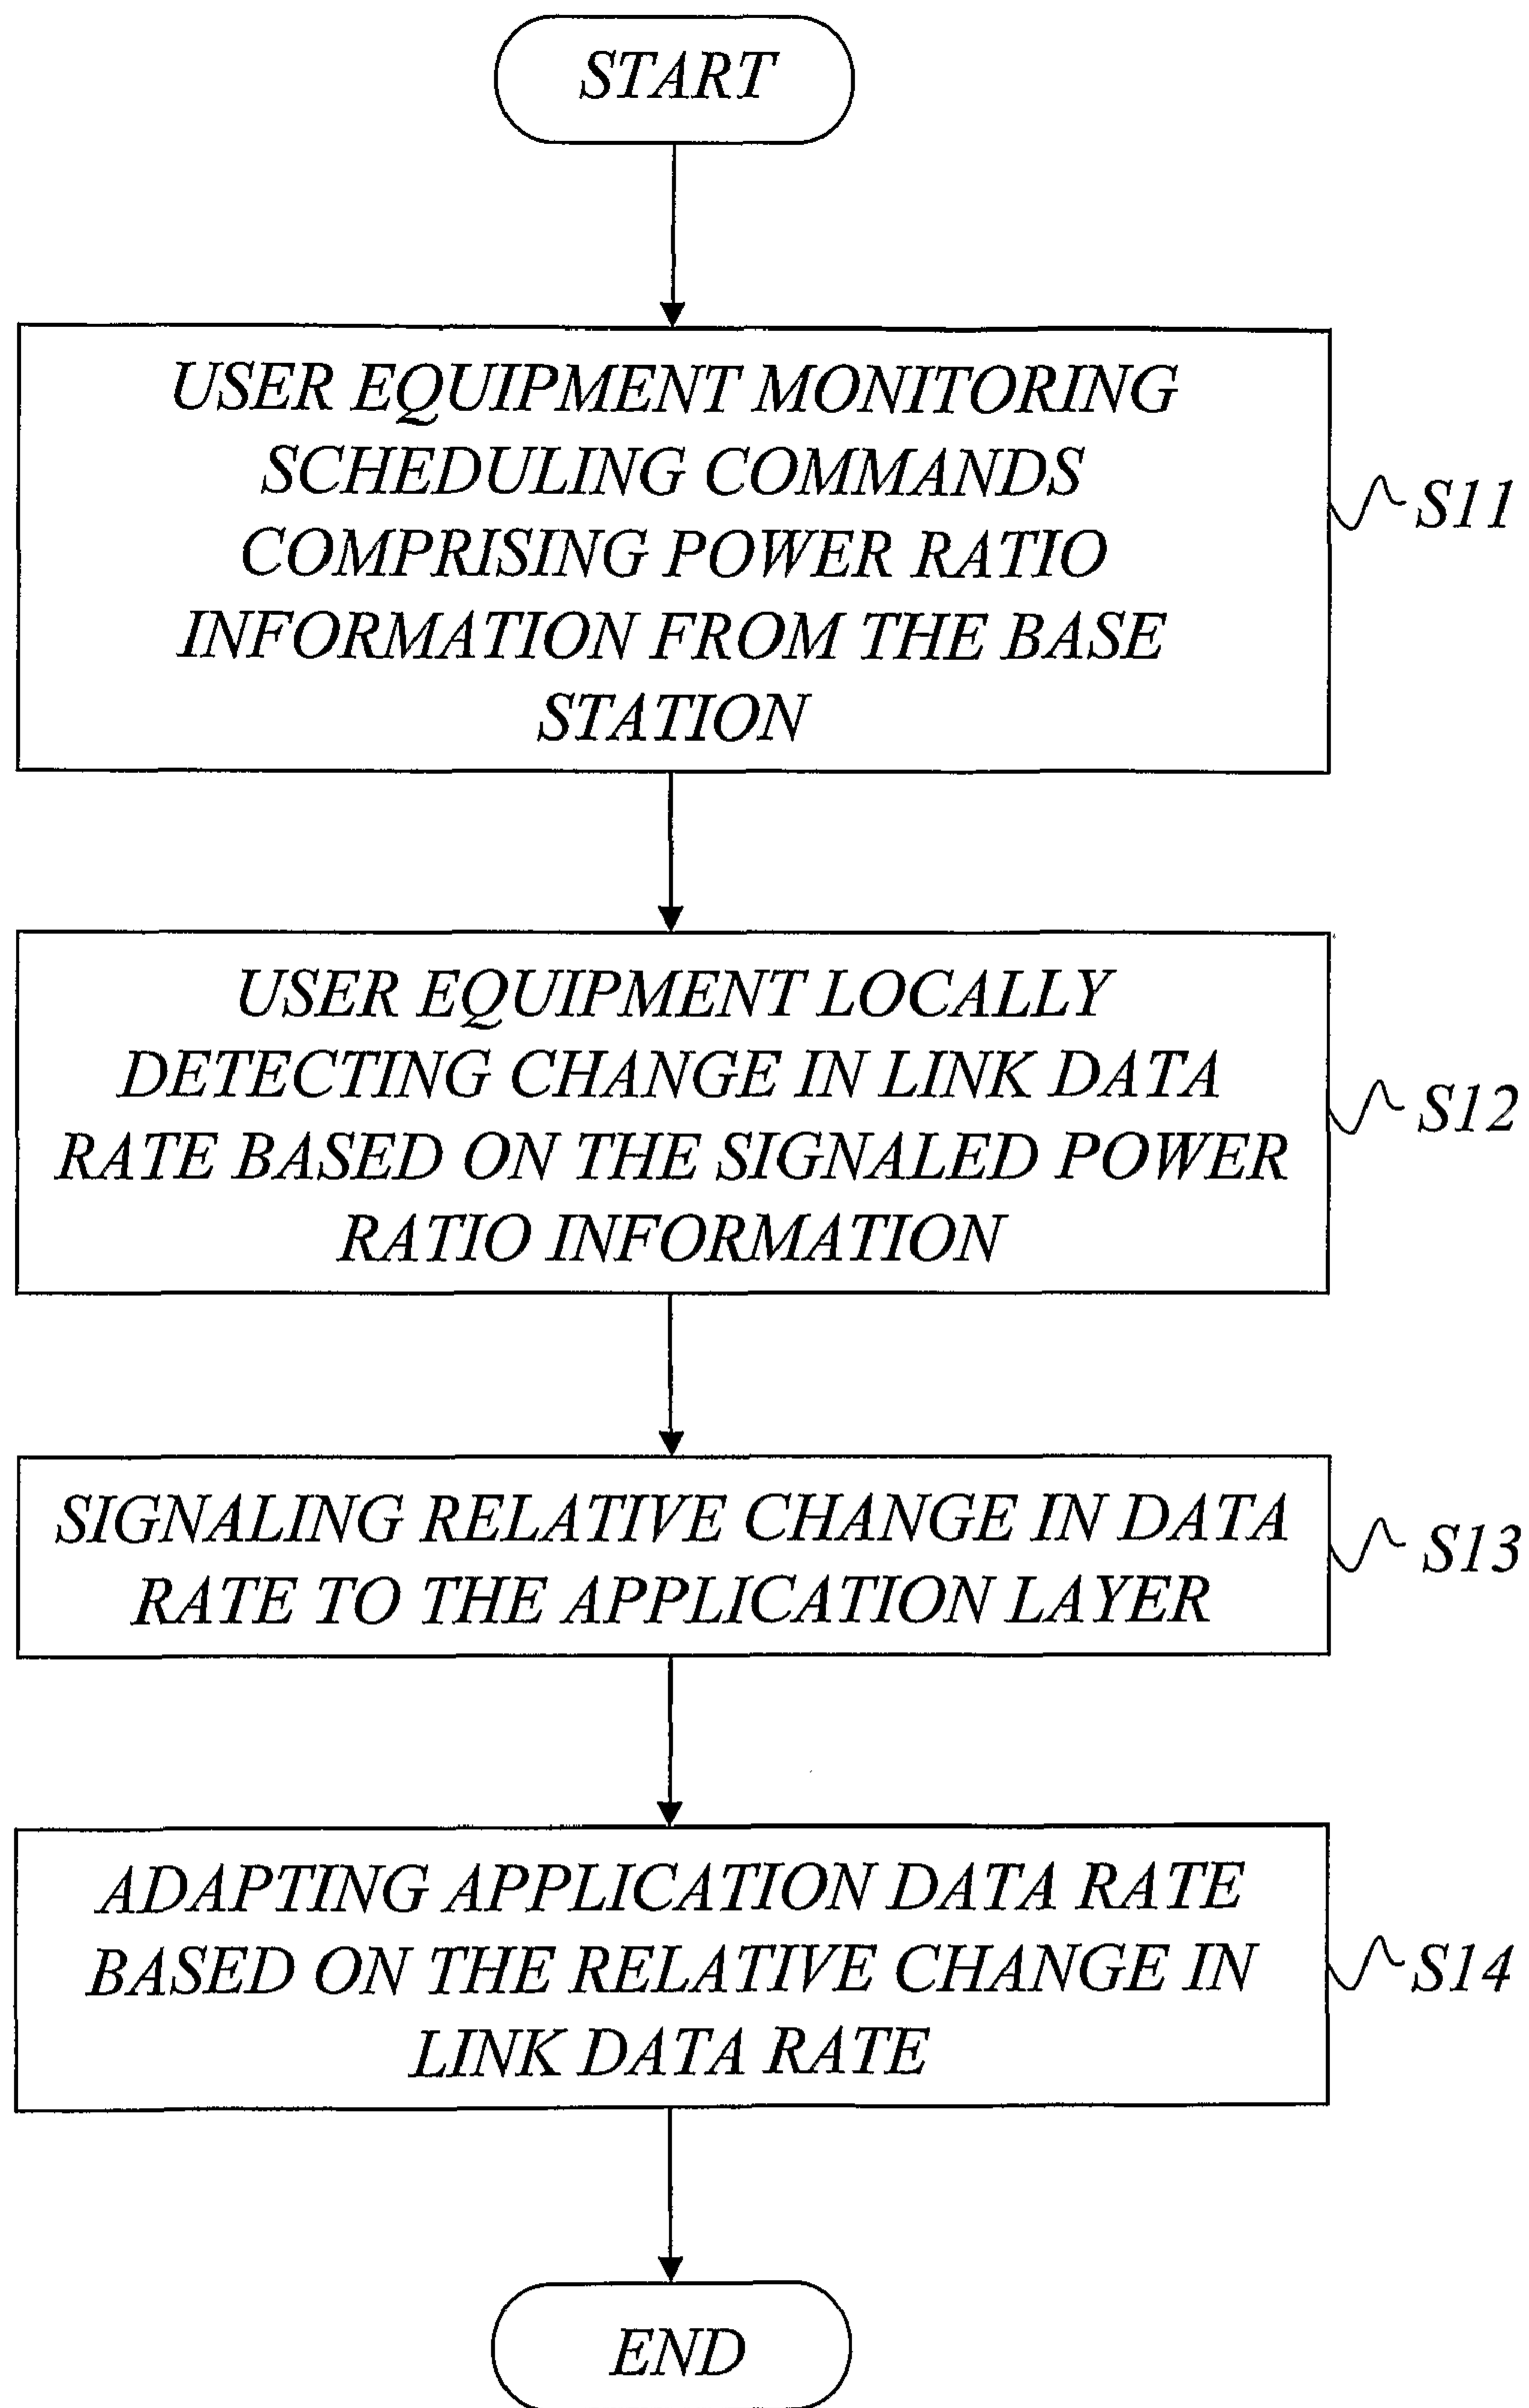 START
USER EQUIPMENT MONITORING
SCHEDULING COMMANDS
COMPRISING POWER RATIO
INFORMATION FROM THE BASE
STATION
S11
USER EQUIPMENT LOCALLY
DETECTING CHANGE IN LINK DATA
RATE BASED ON THE SIGNALED POWER
RATIO INFORMATION
S12
SIGNALING RELATIVE CHANGE IN DATA
RATE TO THE APPLICATION LAYER
S13
ADAPTING APPLICATION DATA RATE
BASED ON THE RELATIVE CHANGE IN
LINK DATA RATE
S14
END